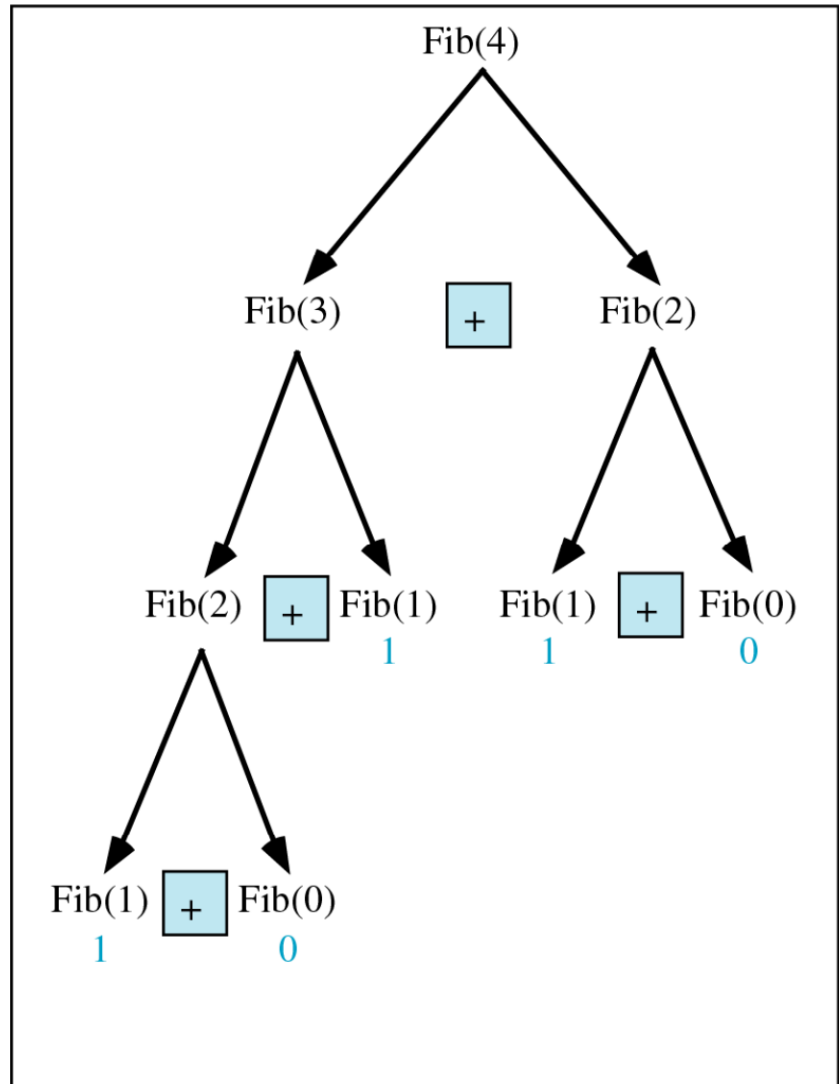 Fib(4)
Fib(3) + Fib(2)
Fib(2) + Fib(1) Fib(1) + Fib(0)
1 1 0
Fib(1) + Fib(0)
1 0